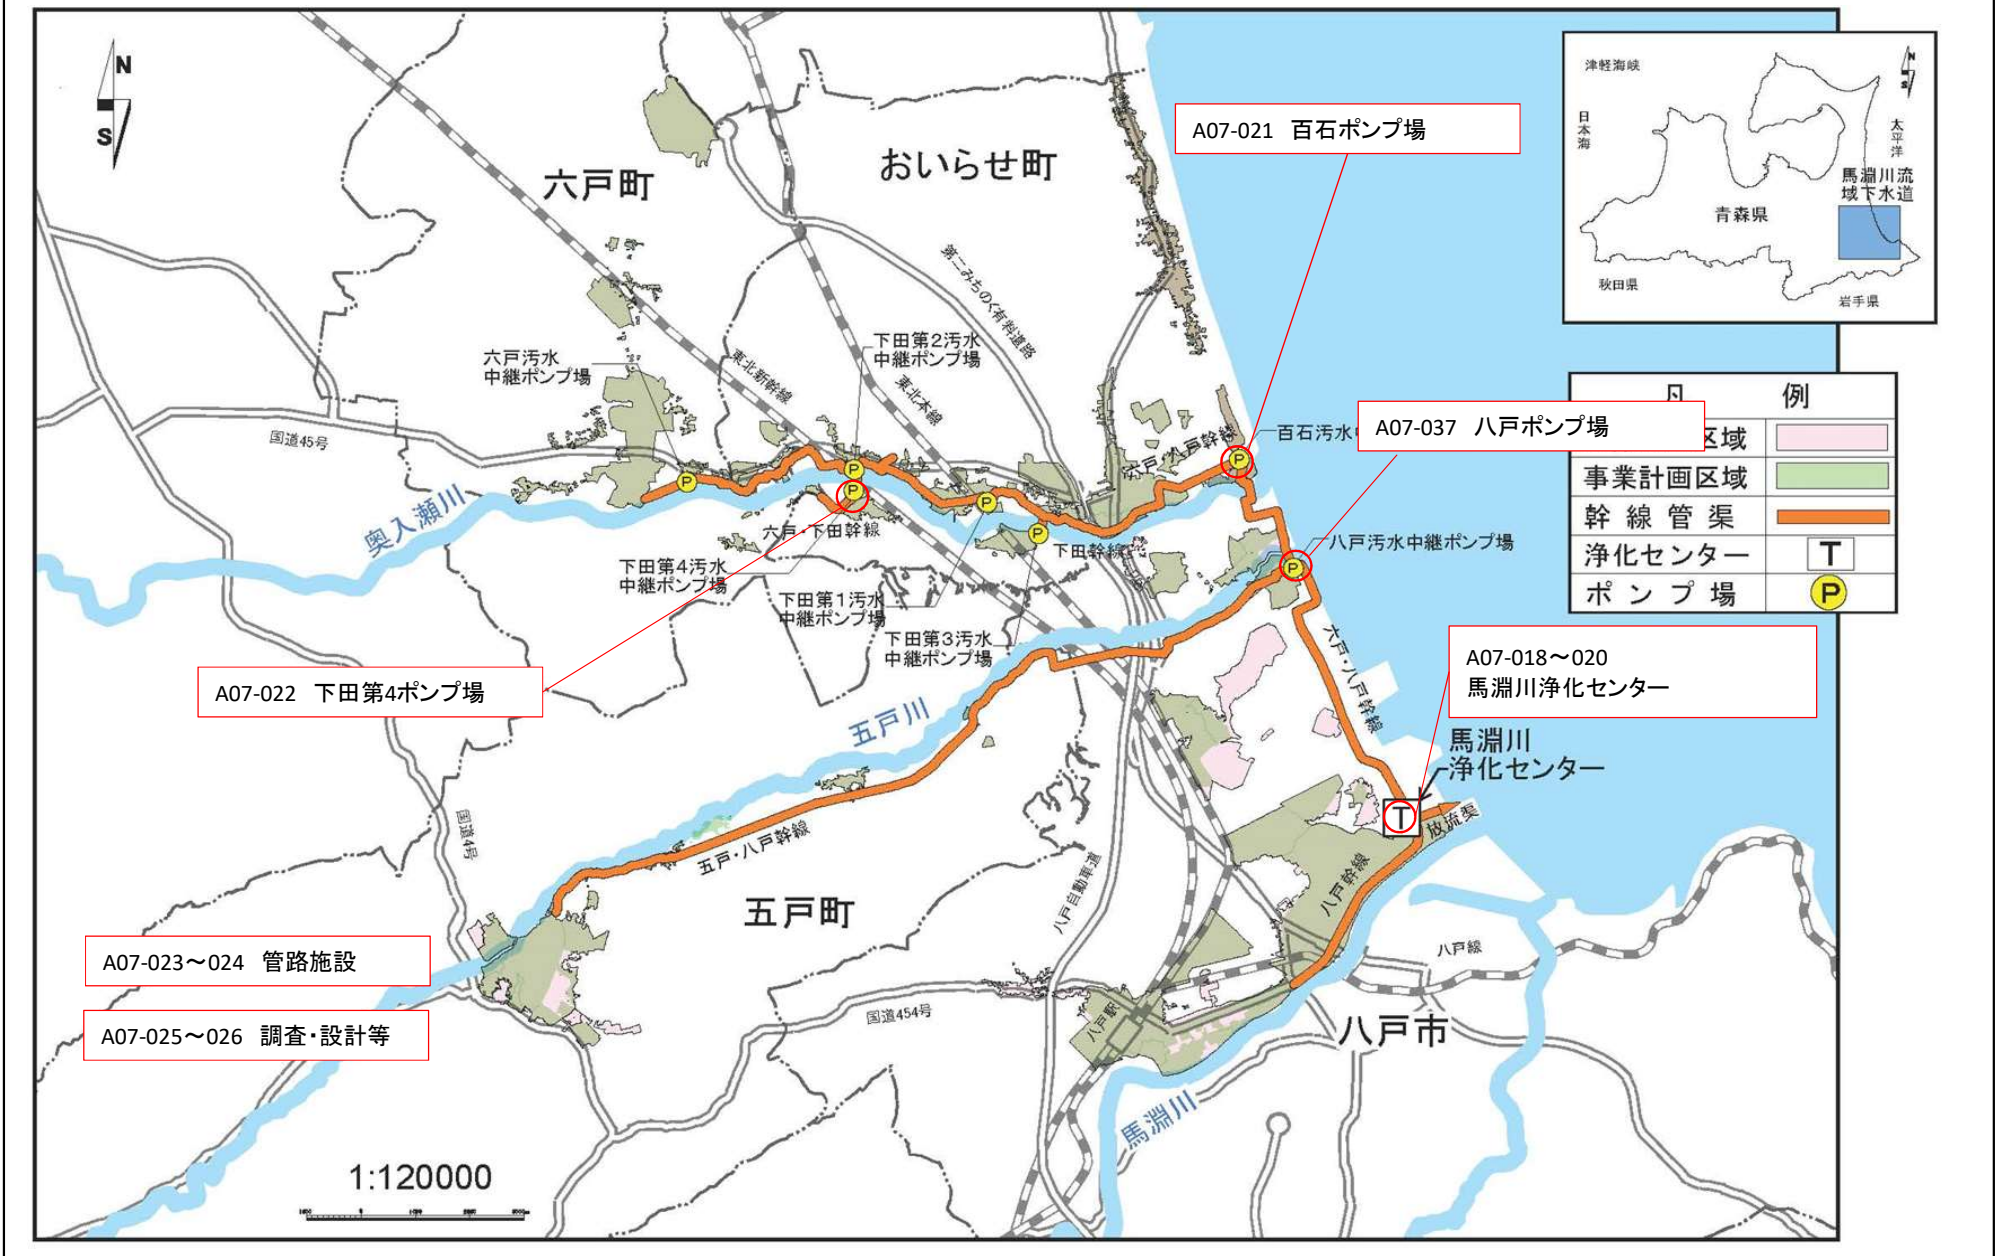 N
S
六戸町
おいらせ町
A07-021 百石ポンプ場
津軽海峡
N
S
日本海
太平洋
馬淵川流
域下水道
青森県
秋田県
岩手県
第二みちのく有料道路
下田第2汚水
中継ポンプ場
六戸汚水
中継ポンプ場
東北新幹線
東北本線
国道45号
凡 例
区域
事業計画区域
幹線管渠
浄化センター
T
ポンプ場
P
百石汚水
A07-037 八戸ポンプ場
六戸・八戸幹線
P
P
P
P
P
P
P
奥入瀬川
六戸・下田幹線
下田幹線
八戸汚水中継ポンプ場
下田第4汚水
中継ポンプ場
下田第1汚水
中継ポンプ場
下田第3汚水
中継ポンプ場
六戸・八戸幹線
A07-022 下田第4ポンプ場
A07-018～020
馬淵川浄化センター
五戸川
馬淵川
浄化センター
T
放流渠
国道4号
五戸・八戸幹線
八戸自動車道
八戸幹線
五戸町
八戸線
A07-023～024 管路施設
A07-025～026 調査・設計等
国道454号
八戸駅
八戸市
馬淵川
1:120000